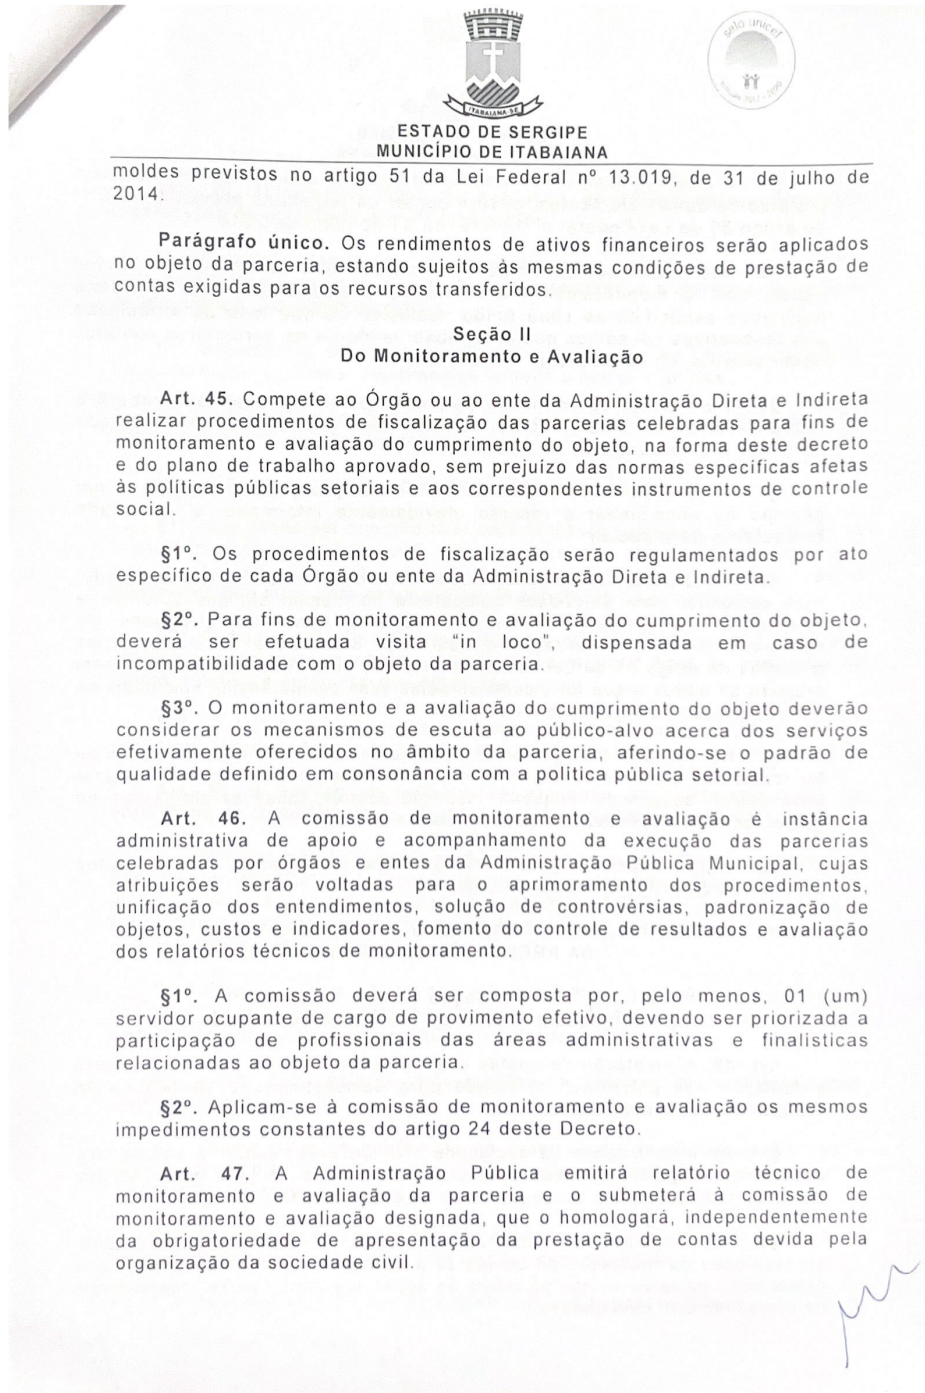 selo unicef
ITABAIANA-SE
ESTADO DE SERGIPE
MUNICÍPIO DE ITABAIANA
moldes previstos no artigo 51 da Lei Federal nº 13.019, de 31 de julho de
2014.
Parágrafo único. Os rendimentos de ativos financeiros serão aplicados
no objeto da parceria, estando sujeitos às mesmas condições de prestação de
contas exigidas para os recursos transferidos.
Seção II
Do Monitoramento e Avaliação
Art. 45. Compete ao Órgão ou ao ente da Administração Direta e Indireta
realizar procedimentos de fiscalização das parcerias celebradas para fins de
monitoramento e avaliação do cumprimento do objeto, na forma deste decreto
e do plano de trabalho aprovado, sem prejuízo das normas específicas afetas
às políticas públicas setoriais e aos correspondentes instrumentos de controle
social.
§1º. Os procedimentos de fiscalização serão regulamentados por ato
específico de cada Órgão ou ente da Administração Direta e Indireta.
§2º. Para fins de monitoramento e avaliação do cumprimento do objeto,
deverá ser efetuada visita “in loco”, dispensada em caso de
incompatibilidade com o objeto da parceria.
§3º. O monitoramento e a avaliação do cumprimento do objeto deverão
considerar os mecanismos de escuta ao público-alvo acerca dos serviços
efetivamente oferecidos no âmbito da parceria, aferindo-se o padrão de
qualidade definido em consonância com a política pública setorial.
Art. 46. A comissão de monitoramento e avaliação é instância
administrativa de apoio e acompanhamento da execução das parcerias
celebradas por órgãos e entes da Administração Pública Municipal, cujas
atribuições serão voltadas para o aprimoramento dos procedimentos,
unificação dos entendimentos, solução de controvérsias, padronização de
objetos, custos e indicadores, fomento do controle de resultados e avaliação
dos relatórios técnicos de monitoramento.
§1º. A comissão deverá ser composta por, pelo menos, 01 (um)
servidor ocupante de cargo de provimento efetivo, devendo ser priorizada a
participação de profissionais das áreas administrativas e finalísticas
relacionadas ao objeto da parceria.
§2º. Aplicam-se à comissão de monitoramento e avaliação os mesmos
impedimentos constantes do artigo 24 deste Decreto.
Art. 47. A Administração Pública emitirá relatório técnico de
monitoramento e avaliação da parceria e o submeterá à comissão de
monitoramento e avaliação designada, que o homologará, independentemente
da obrigatoriedade de apresentação da prestação de contas devida pela
organização da sociedade civil.